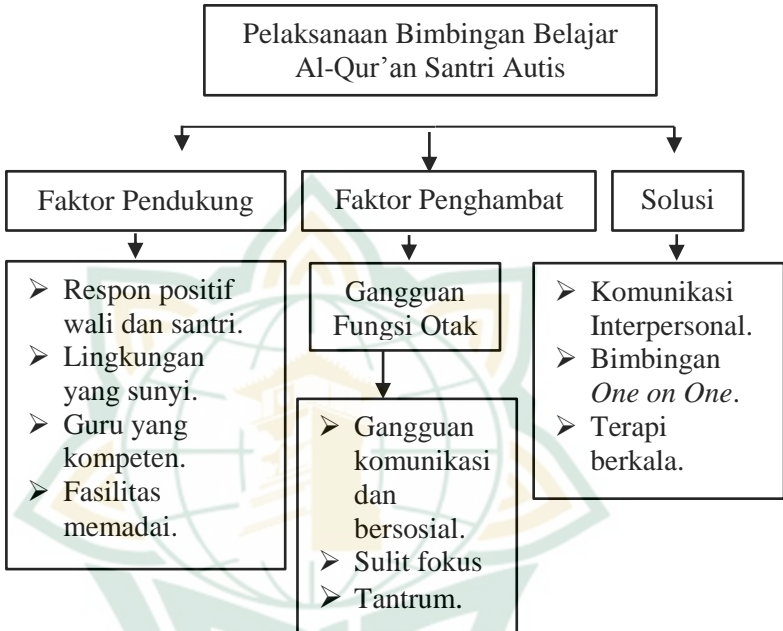 Pelaksanaan Bimbingan Belajar
Al-Qur’an Santri Autis
Faktor Pendukung
Faktor Penghambat
Solusi
➢ Respon positif
wali dan santri.
➢ Lingkungan
yang sunyi.
➢ Guru yang
kompeten.
➢ Fasilitas
memadai.
Gangguan
Fungsi Otak
➢ Gangguan
komunikasi
dan
bersosial.
➢ Sulit fokus
➢ Tantrum.
➢ Komunikasi
Interpersonal.
➢ Bimbingan
One on One.
➢ Terapi
berkala.